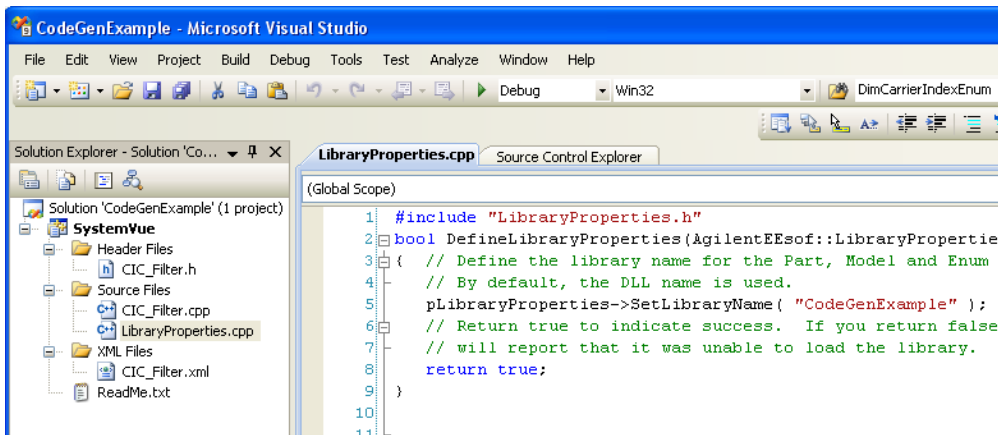 CodeGenExample - Microsoft Visual Studio
File Edit View Project Build Debug Tools Test Analyze Window Help
Debug Win32 DimCarrierIndexEnum
Solution Explorer - Solution 'Co...
LibraryProperties.cpp Source Control Explorer
(Global Scope)
Solution 'CodeGenExample' (1 project)
SystemVue
Header Files
CIC_Filter.h
Source Files
CIC_Filter.cpp
LibraryProperties.cpp
XML Files
CIC_Filter.xml
ReadMe.txt
1 #include "LibraryProperties.h"
2 bool DefineLibraryProperties(AgilentEEsof::LibraryPropertie
3 { // Define the library name for the Part, Model and Enum
4 // By default, the DLL name is used.
5 pLibraryProperties->SetLibraryName( "CodeGenExample" );
6 // Return true to indicate success. If you return false
7 // will report that it was unable to load the library.
8 return true;
9 }
10
11